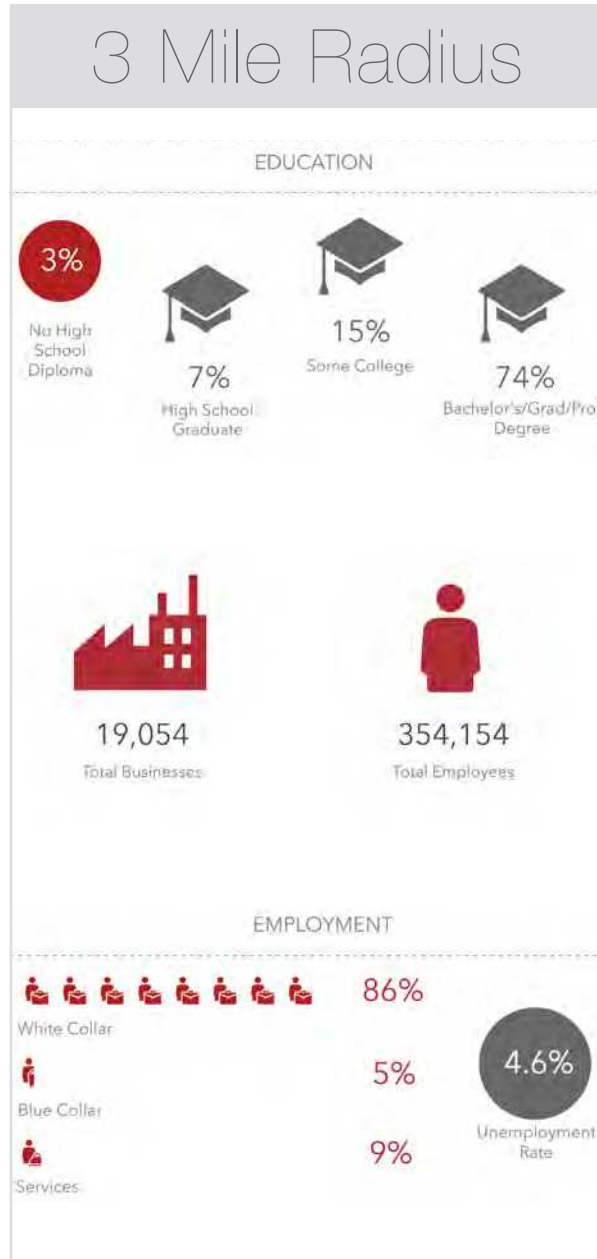 3 Mile Radius
EDUCATION
3%
No High
School
Diploma
7%
High School
Graduate
15%
Some College
74%
Bachelor's/Grad/Pro
Degree
19,054
Total Businesses
354,154
Total Employees
EMPLOYMENT
86%
White Collar
5%
Blue Collar
9%
Services
4.6%
Unemployment
Rate